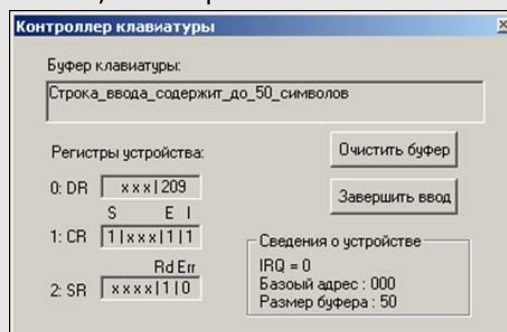 Контроллер клавиатуры
Буфер клавиатуры:
Строка_ввода_содержит_до_50_символов
Регистры устройства:
Очистить буфер
0: DR xxx|209
Завершить ввод
S E I
1: CR 1|xxx|1|1
Сведения о устройстве
IRQ = 0
Rd Err
Базоый адрес : 000
2: SR xxxx|1|0
Размер буфера : 50